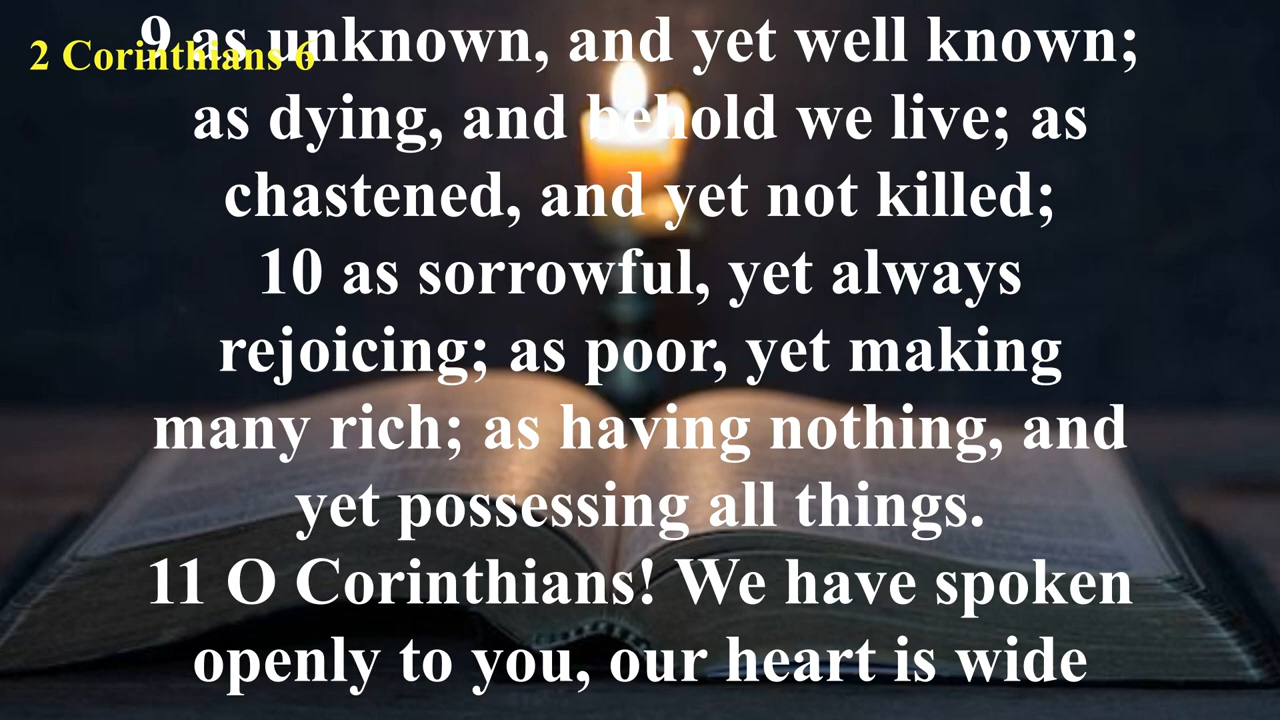 2 Corinthians 6
9 as unknown, and yet well known;
as dying, and behold we live; as
chastened, and yet not killed;
10 as sorrowful, yet always
rejoicing; as poor, yet making
many rich; as having nothing, and
yet possessing all things.
11 O Corinthians! We have spoken
openly to you, our heart is wide